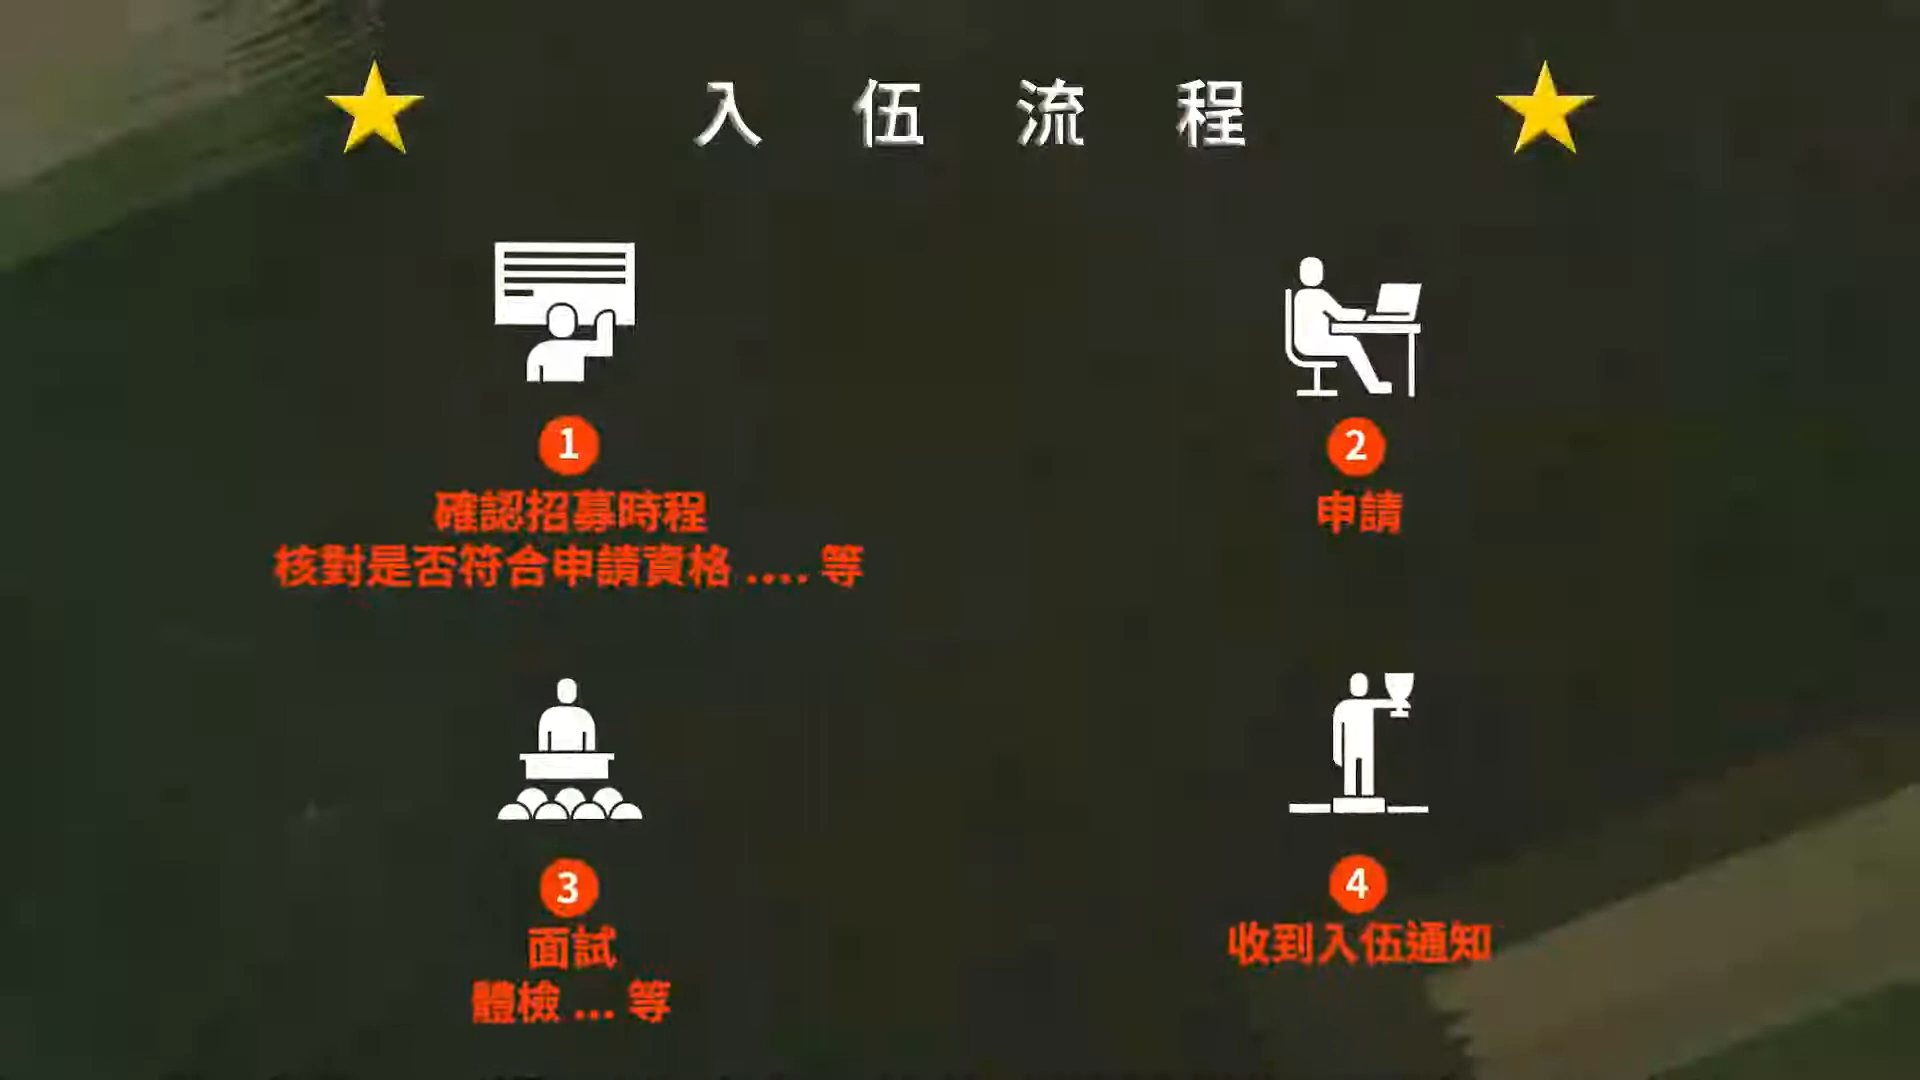 入伍流程
1
確認招募時程
核對是否符合申請資格 .... 等
2
申請
3
面試
體檢 ... 等
4
收到入伍通知